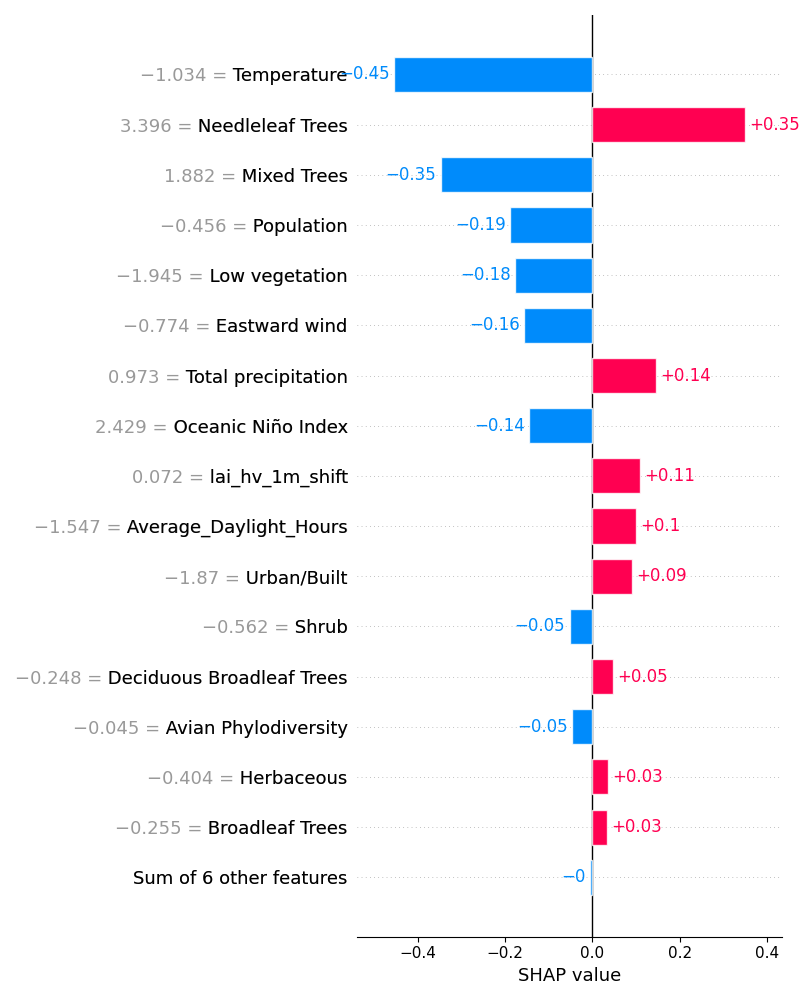 −1.034 = Temperature −0.45
3.396 = Needleleaf Trees +0.35
1.882 = Mixed Trees −0.35
−0.456 = Population −0.19
−1.945 = Low vegetation −0.18
−0.774 = Eastward wind −0.16
0.973 = Total precipitation +0.14
2.429 = Oceanic Niño Index −0.14
0.072 = lai_hv_1m_shift +0.11
−1.547 = Average_Daylight_Hours +0.1
−1.87 = Urban/Built +0.09
−0.562 = Shrub −0.05
−0.248 = Deciduous Broadleaf Trees +0.05
−0.045 = Avian Phylodiversity −0.05
−0.404 = Herbaceous +0.03
−0.255 = Broadleaf Trees +0.03
Sum of 6 other features −0
−0.4 −0.2 0.0 0.2 0.4
SHAP value